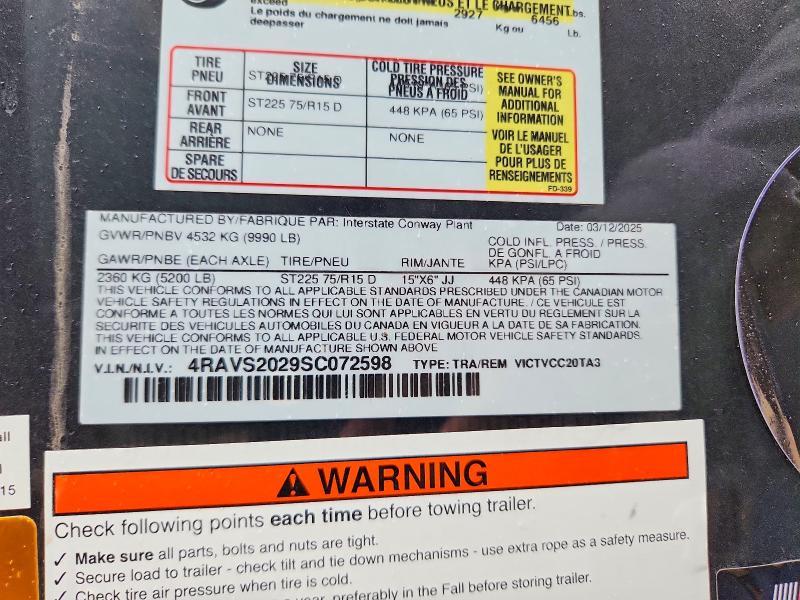 exceed
US ET LE CHARGEMENT lbs.
Le poids du chargement ne doit jamais 2927 6456
depasser Kg ou Lb.
TIRE SIZE COLD TIRE PRESSURE SEE OWNER'S
PNEU DIMENSIONS PRESSION DES MANUAL FOR
PNEUS A FROID ADDITIONAL
FRONT ST225 75/R15 D 448 KPA (65 PSI) INFORMATION
AVANT
REAR NONE NONE VOIR LE MANUEL
ARRIÈRE DE L'USAGER
SPARE POUR PLUS DE
DE SECOURS RENSEIGNEMENTS
FD-339
MANUFACTURED BY/FABRIQUE PAR: Interstate Conway Plant Date: 03/12/2025
GVWR/PNBV 4532 KG (9990 LB) COLD INFL. PRESS. / PRESS.
DE GONFL. A FROID
GAWR/PNBE (EACH AXLE) TIRE/PNEU RIM/JANTE KPA (PSI/LPC)
2360 KG (5200 LB) ST225 75/R15 D 15"X6" JJ 448 KPA (65 PSI)
THIS VEHICLE CONFORMS TO ALL APPLICABLE STANDARDS PRESCRIBED UNDER THE CANADIAN MOTOR
VEHICLE SAFETY REGULATIONS IN EFFECT ON THE DATE OF MANUFACTURE. / CE VEHICULE EST
CONFORME A TOUTES LES NORMES QUI LUI SONT APPLICABLES EN VERTU DU REGLEMENT SUR LA
SECURITE DES VEHICULES AUTOMOBILES DU CANADA EN VIGUEUR A LA DATE DE SA FABRICATION.
THIS VEHICLE CONFORMS TO ALL APPLICABLE U.S. FEDERAL MOTOR VEHICLE SAFETY STANDARDS
IN EFFECT ON THE DATE OF MANUFACTURE SHOWN ABOVE
V.I.N./N.I.V.: 4RAVS2029SC072598 TYPE: TRA/REM VICTVCC20TA3
all
15
WARNING
Check following points each time before towing trailer.
✓ Make sure all parts, bolts and nuts are tight.
✓ Secure load to trailer - check tilt and tie down mechanisms - use extra rope as a safety measure.
✓ Check tire air pressure when tire is cold.
year, preferably in the Fall before storing trailer.